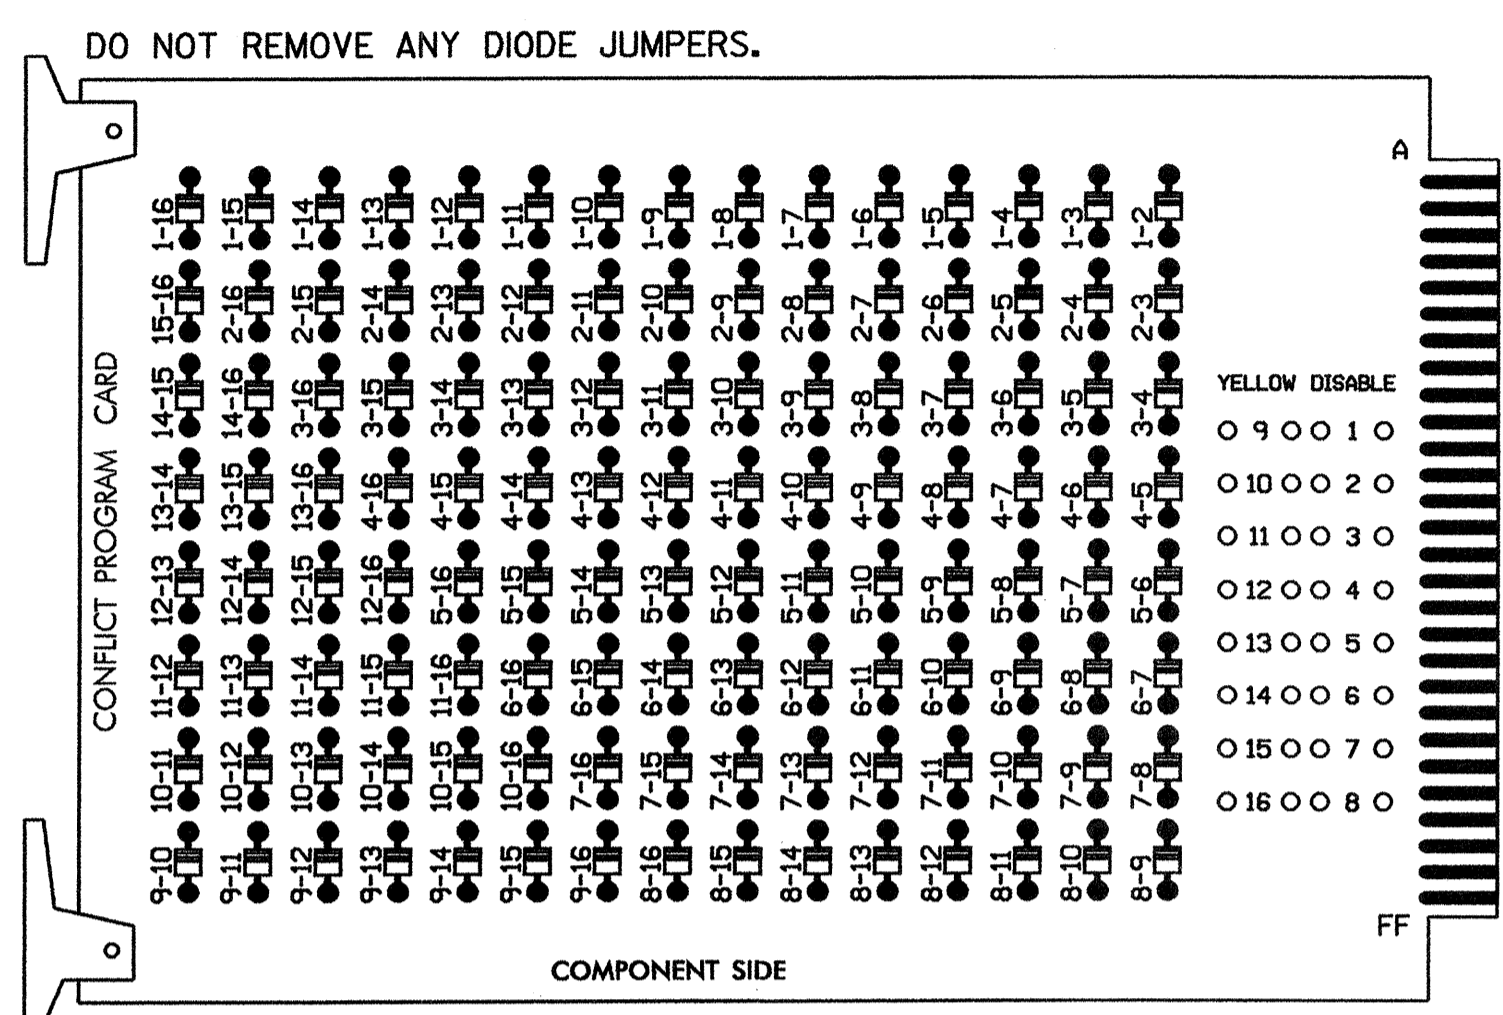 DO NOT REMOVE ANY DIODE JUMPERS.
A
1-16 1-15 1-14 1-13 1-12 1-11 1-10 1-9 1-8 1-7 1-6 1-5 1-4 1-3 1-2
15-16 2-16 2-15 2-14 2-13 2-12 2-11 2-10 2-9 2-8 2-7 2-6 2-5 2-4 2-3
14-15 14-16 3-16 3-15 3-14 3-13 3-12 3-11 3-10 3-9 3-8 3-7 3-6 3-5 3-4
13-14 13-15 13-16 4-16 4-15 4-14 4-13 4-12 4-11 4-10 4-9 4-8 4-7 4-6 4-5
12-13 12-14 12-15 12-16 5-16 5-15 5-14 5-13 5-12 5-11 5-10 5-9 5-8 5-7 5-6
11-12 11-13 11-14 11-15 11-16 6-16 6-15 6-14 6-13 6-12 6-11 6-10 6-9 6-8 6-7
10-11 10-12 10-13 10-14 10-15 10-16 7-16 7-15 7-14 7-13 7-12 7-11 7-10 7-9 7-8
9-10 9-11 9-12 9-13 9-14 9-15 9-16 8-16 8-15 8-14 8-13 8-12 8-11 8-10 8-9
CONFLICT PROGRAM CARD
YELLOW DISABLE
9 1
10 2
11 3
12 4
13 5
14 6
15 7
16 8
FF
COMPONENT SIDE